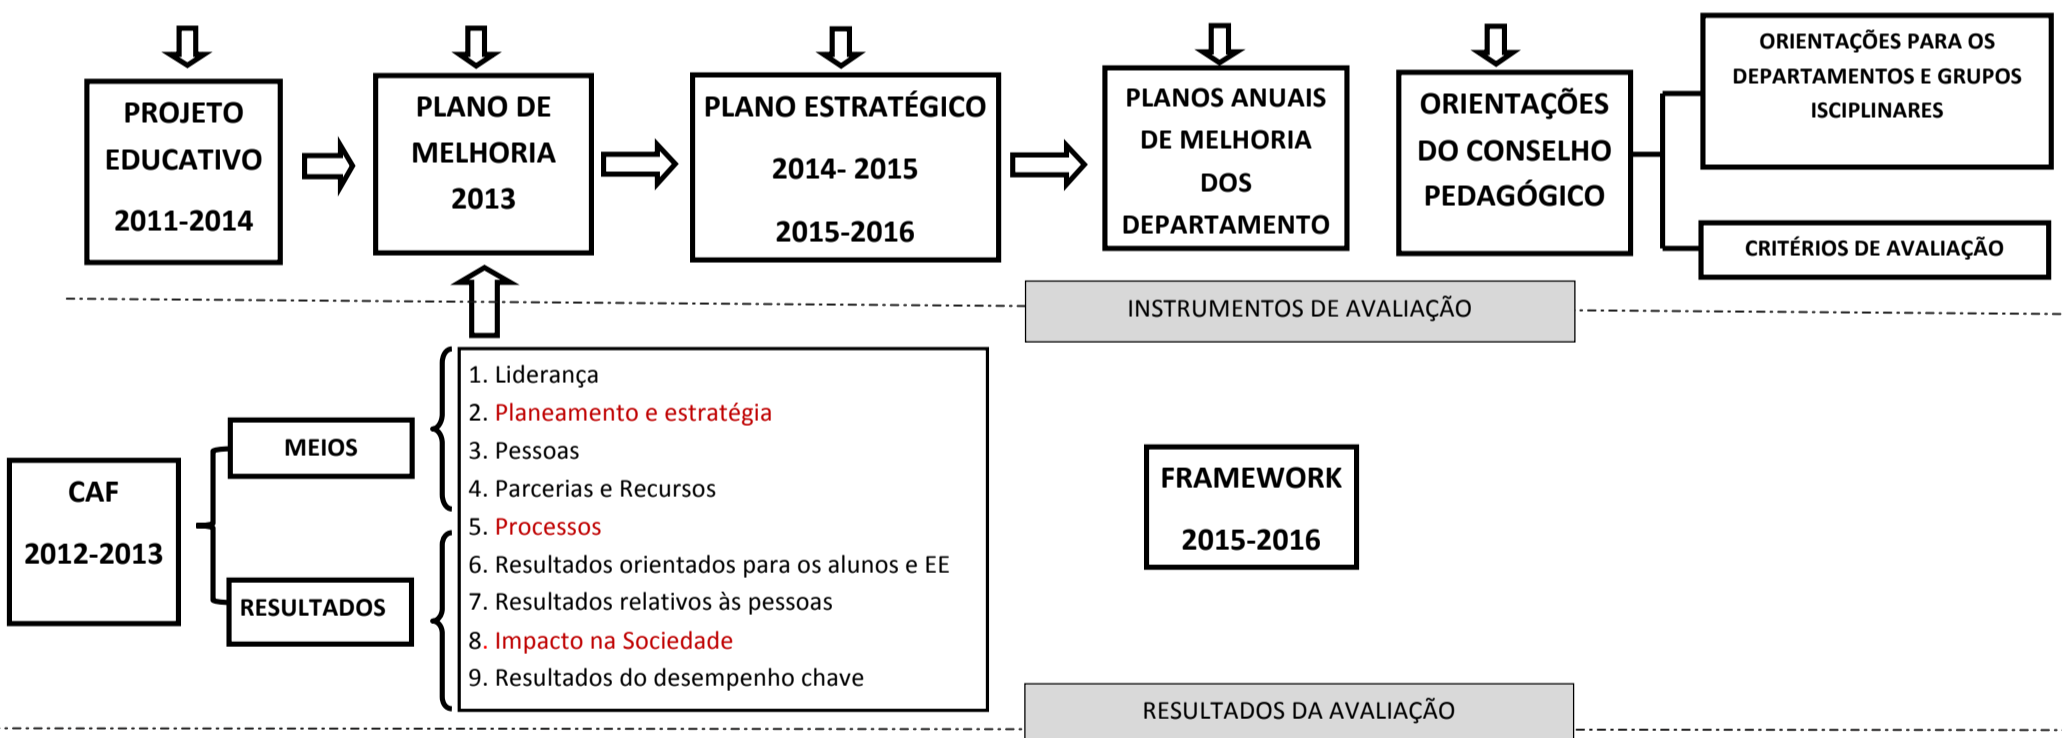 PROJETO
EDUCATIVO
2011-2014
PLANO DE
MELHORIA
2013
PLANO ESTRATÉGICO
2014- 2015
2015-2016
PLANOS ANUAIS
DE MELHORIA
DOS
DEPARTAMENTO
ORIENTAÇÕES
DO CONSELHO
PEDAGÓGICO
ORIENTAÇÕES PARA OS
DEPARTAMENTOS E GRUPOS
ISCIPLINARES
CRITÉRIOS DE AVALIAÇÃO
INSTRUMENTOS DE AVALIAÇÃO
CAF
2012-2013
MEIOS
RESULTADOS
1. Liderança
2. Planeamento e estratégia
3. Pessoas
4. Parcerias e Recursos
5. Processos
6. Resultados orientados para os alunos e EE
7. Resultados relativos às pessoas
8. Impacto na Sociedade
9. Resultados do desempenho chave
FRAMEWORK
2015-2016
RESULTADOS DA AVALIAÇÃO